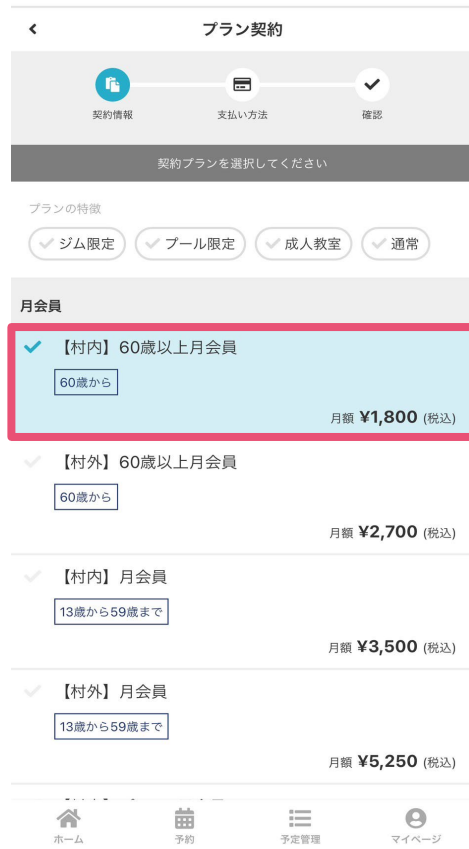 プラン契約
契約情報
支払い方法
確認
契約プランを選択してください
プランの特徴
ジム限定
プール限定
成人教室
通常
月会員
【村内】60歳以上月会員
60歳から
月額 ¥1,800 (税込)
【村外】60歳以上月会員
60歳から
月額 ¥2,700 (税込)
【村内】月会員
13歳から59歳まで
月額 ¥3,500 (税込)
【村外】月会員
13歳から59歳まで
月額 ¥5,250 (税込)
ホーム
予約
予定管理
マイページ